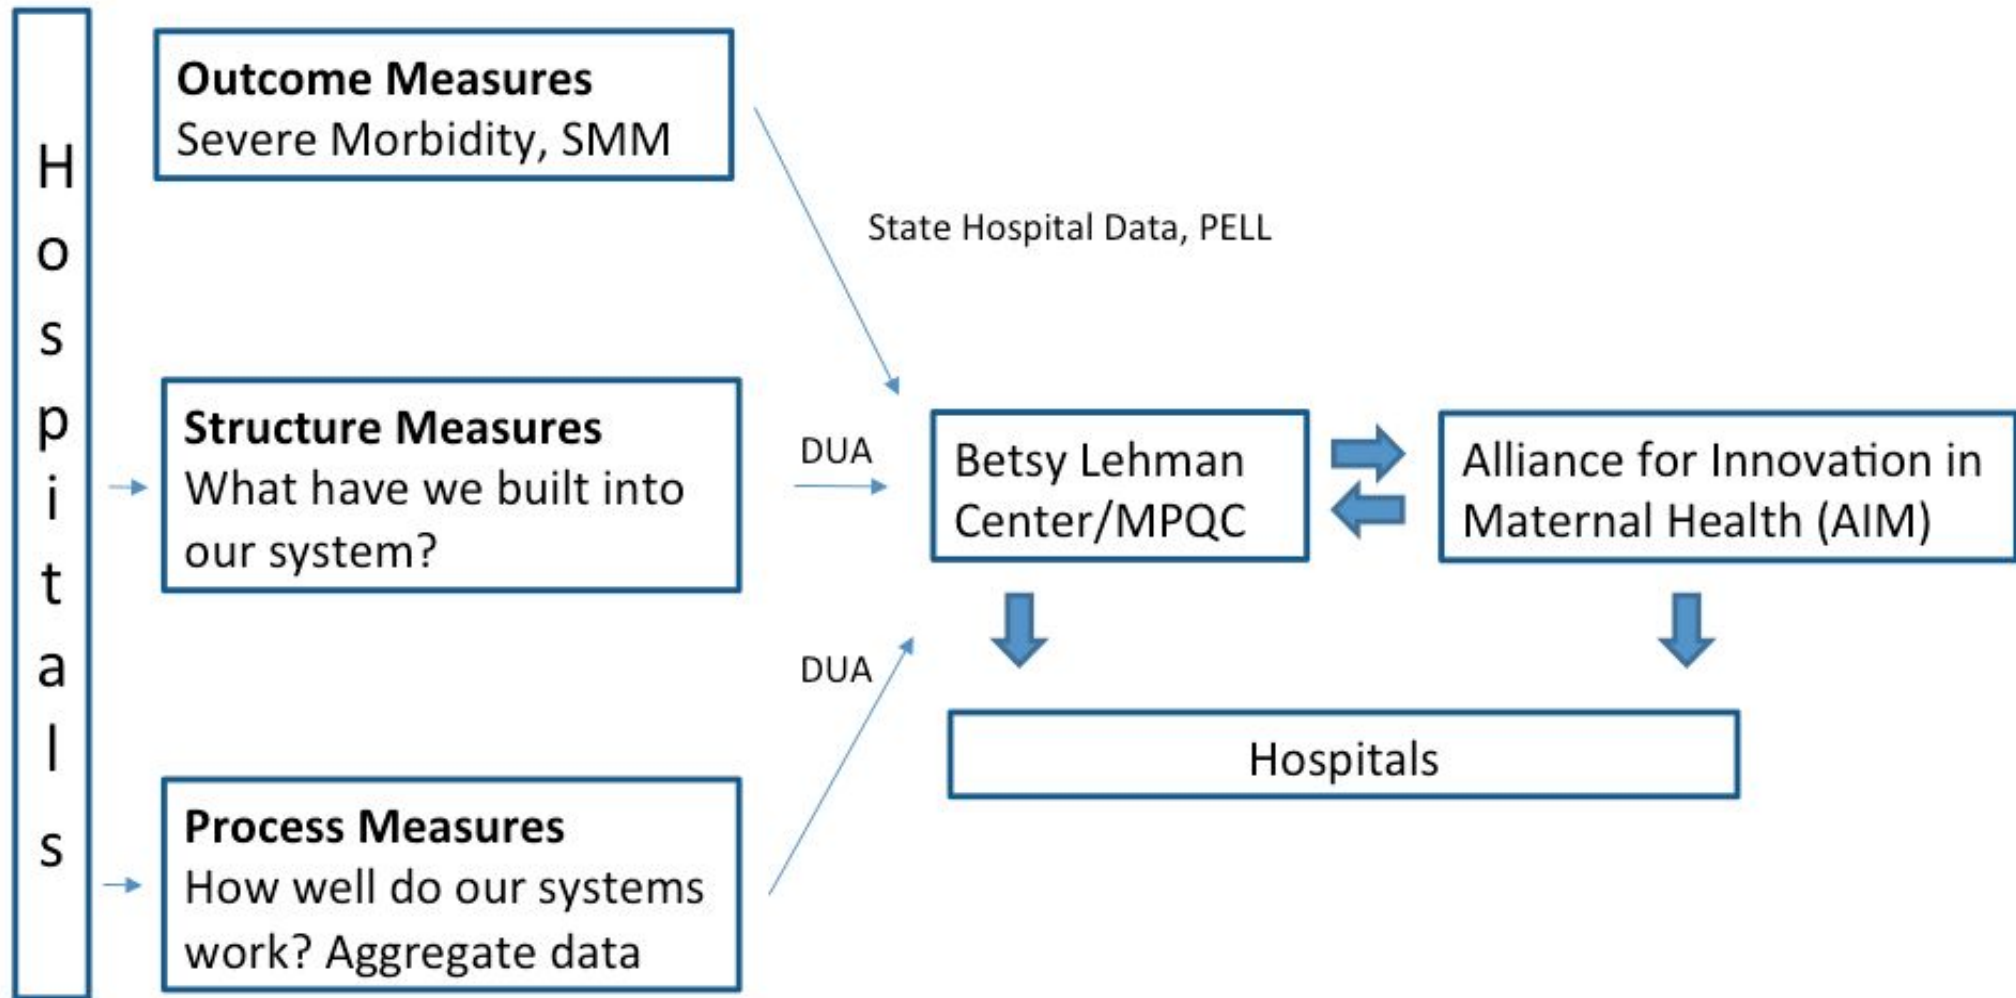 Hospitals
Outcome Measures
Severe Morbidity, SMM
State Hospital Data, PELL
Structure Measures
What have we built into
our system?
DUA
Betsy Lehman
Center/MPQC
Alliance for Innovation in
Maternal Health (AIM)
DUA
Hospitals
Process Measures
How well do our systems
work? Aggregate data